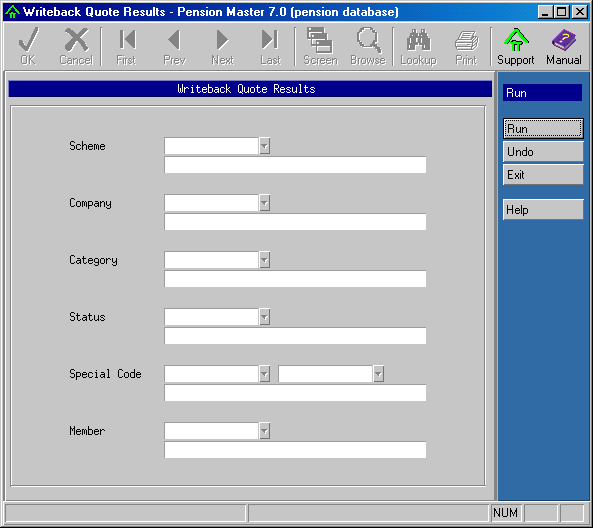 Writeback Quote Results - Pension Master 7.0 (pension database)
OK Cancel First Prev Next Last Screen Browse Lookup Print Support Manual
Writeback Quote Results
Run
Run
Undo
Exit
Help
Scheme
Company
Category
Status
Special Code
Member
NUM